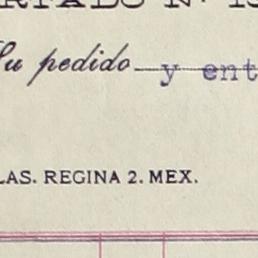 Su pedido y ent
LAS. REGINA 2. MEX.